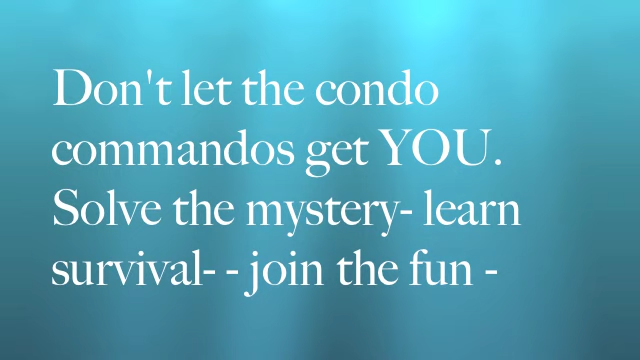 Don't let the condo
commandos get YOU.
Solve the mystery- learn
survival- - join the fun -